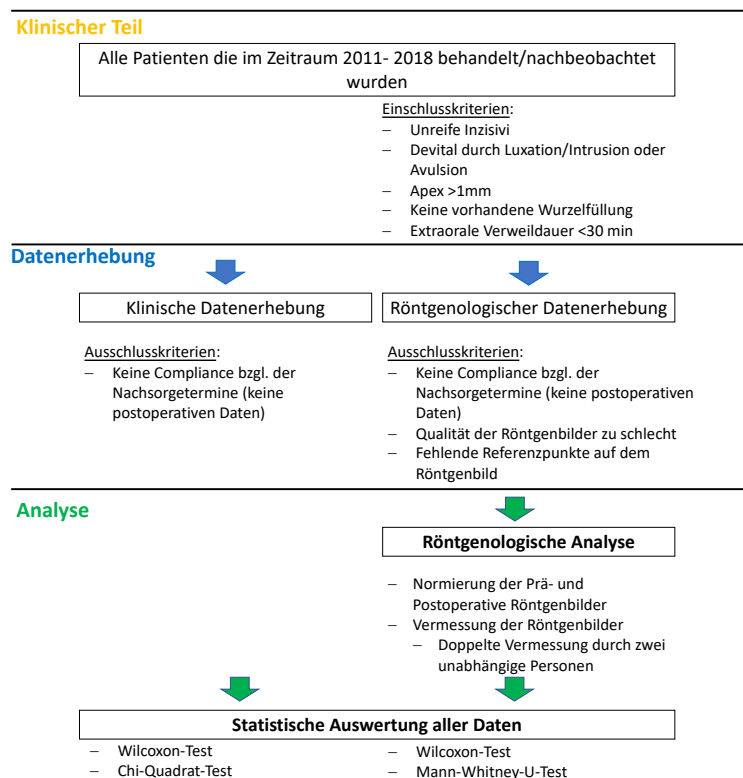 Klinischer Teil
Alle Patienten die im Zeitraum 2011- 2018 behandelt/nachbeobachtet
wurden
Einschlusskriterien:
– Unreife Inzisivi
– Devital durch Luxation/Intrusion oder
Avulsion
– Apex >1mm
– Keine vorhandene Wurzelfüllung
– Extraorale Verweildauer <30 min
Datenerhebung
Klinische Datenerhebung
Ausschlusskriterien:
– Keine Compliance bzgl. der
Nachsorgetermine (keine
postoperativen Daten)
Röntgenologischer Datenerhebung
Ausschlusskriterien:
– Keine Compliance bzgl. der
Nachsorgetermine (keine postoperativen
Daten)
– Qualität der Röntgenbilder zu schlecht
– Fehlende Referenzpunkte auf dem
Röntgenbild
Analyse
Röntgenologische Analyse
– Normierung der Prä- und
Postoperative Röntgenbilder
– Vermessung der Röntgenbilder
– Doppelte Vermessung durch zwei
unabhängige Personen
Statistische Auswertung aller Daten
– Wilcoxon-Test
– Chi-Quadrat-Test
– Wilcoxon-Test
– Mann-Whitney-U-Test